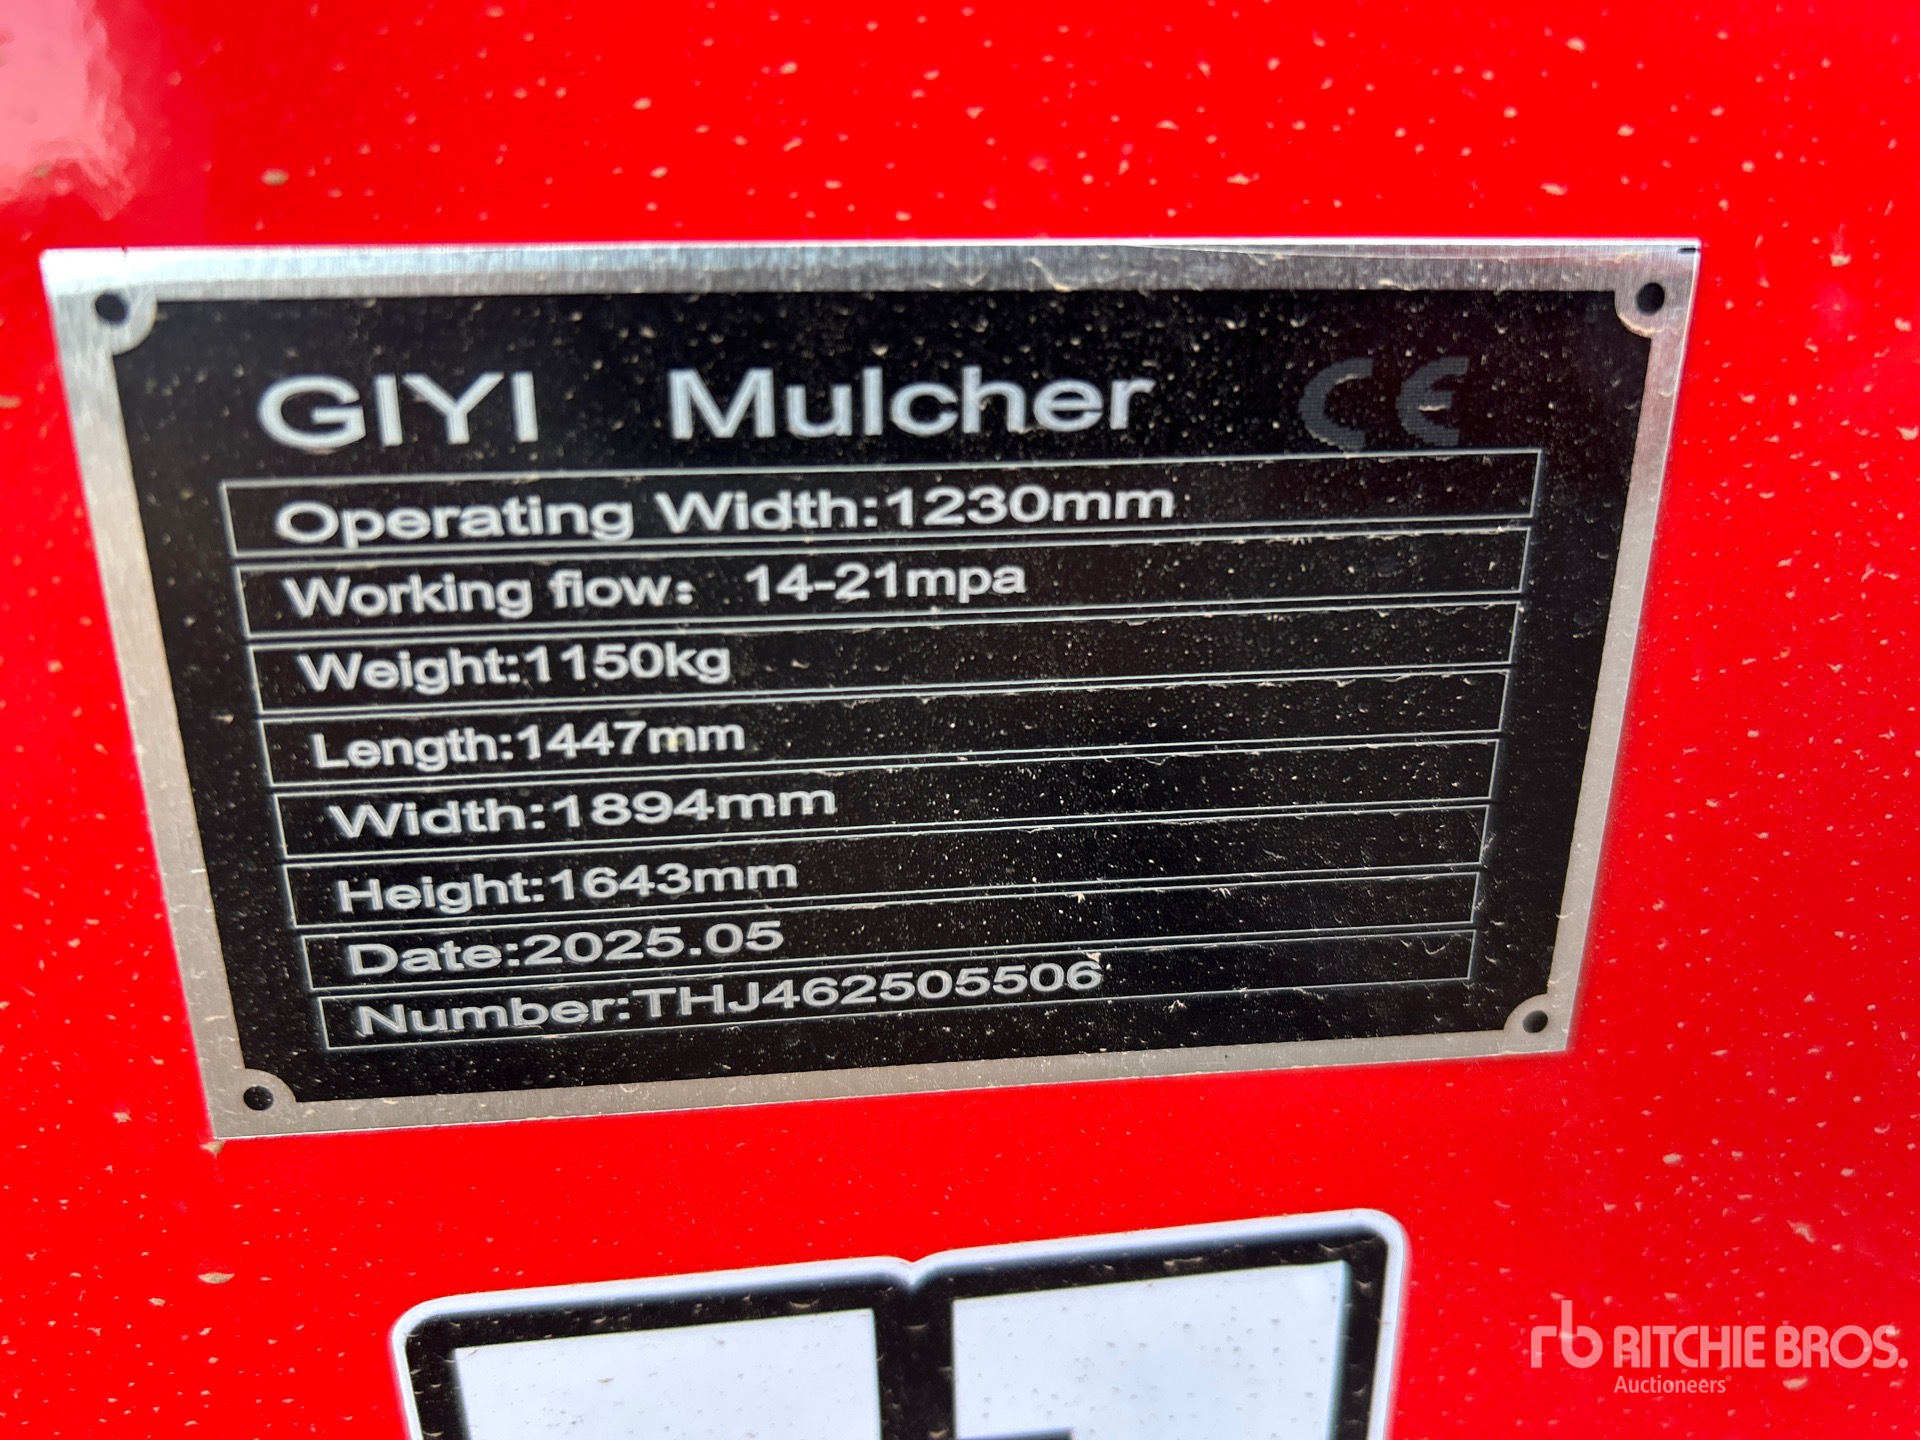 GIYI Mulcher CE
Operating Width:1230mm
Working flow: 14-21mpa
Weight:1150kg
Length:1447mm
Width:1894mm
Height:1643mm
Date:2025.05
Number:THJ462505506
rb RITCHIE BROS.
Auctioneers